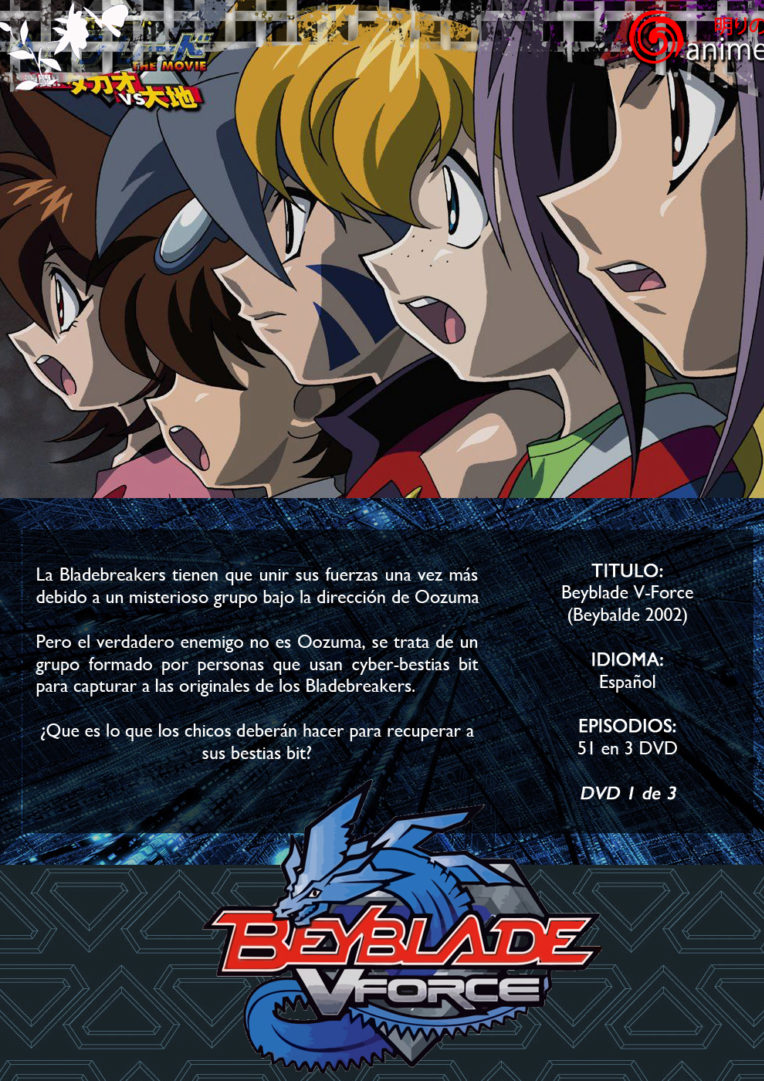 THE MOVIE
VS大地
明りの
anime
La Bladebreakers tienen que unir sus fuerzas una vez más
debido a un misterioso grupo bajo la dirección de Oozuma
Pero el verdadero enemigo no es Oozuma, se trata de un
grupo formado por personas que usan cyber-bestias bit
para capturar a las originales de los Bladebreakers.
¿Que es lo que los chicos deberán hacer para recuperar a
sus bestias bit?
TITULO:
Beyblade V-Force
(Beybalde 2002)
IDIOMA:
Español
EPISODIOS:
51 en 3 DVD
DVD 1 de 3
BEYBLADE
VFORCE